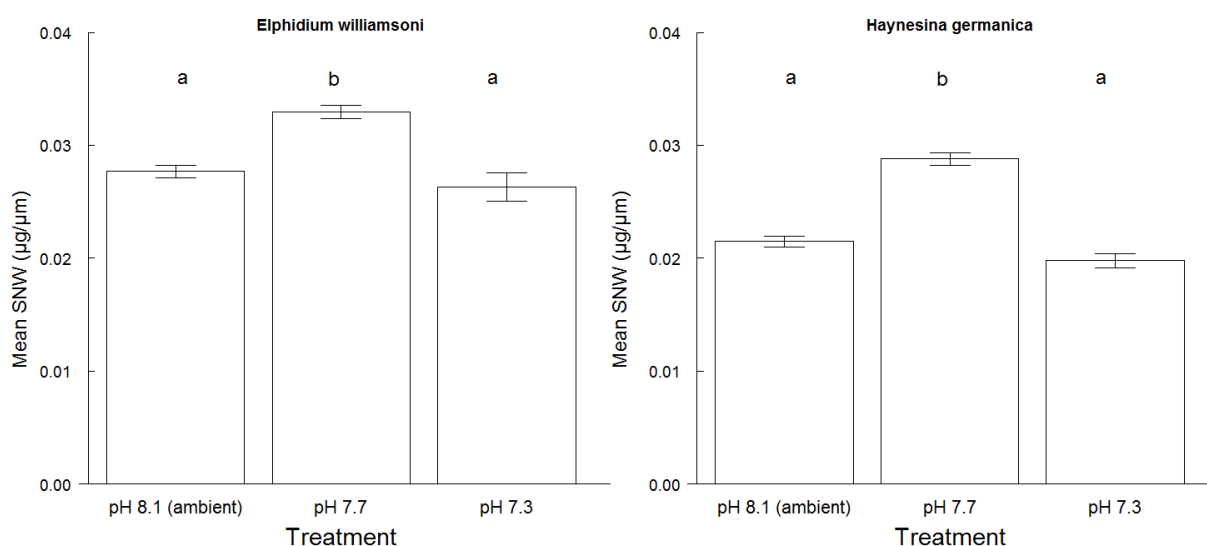 Elphidium williamsoni
Mean SNW (µg/µm)
0.04
0.03
0.02
0.01
0.00
a
b
a
pH 8.1 (ambient)
pH 7.7
pH 7.3
Treatment
Haynesina germanica
Mean SNW (µg/µm)
0.04
0.03
0.02
0.01
0.00
a
b
a
pH 8.1 (ambient)
pH 7.7
pH 7.3
Treatment